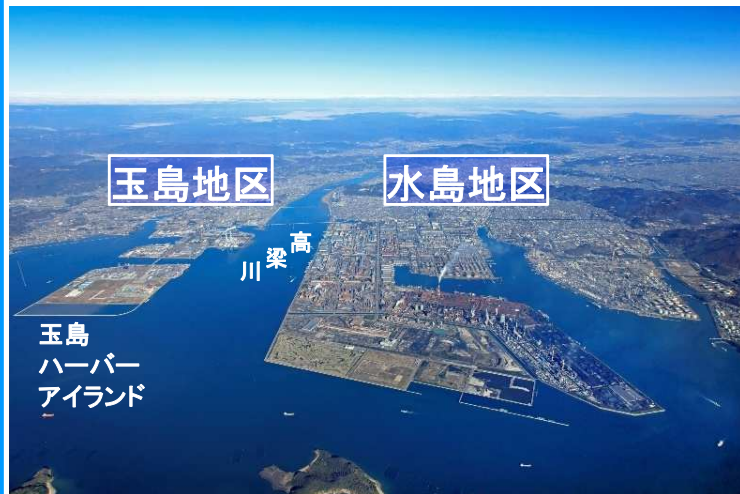 玉島地区
水島地区
高
梁
川
玉島
ハーバー
アイランド